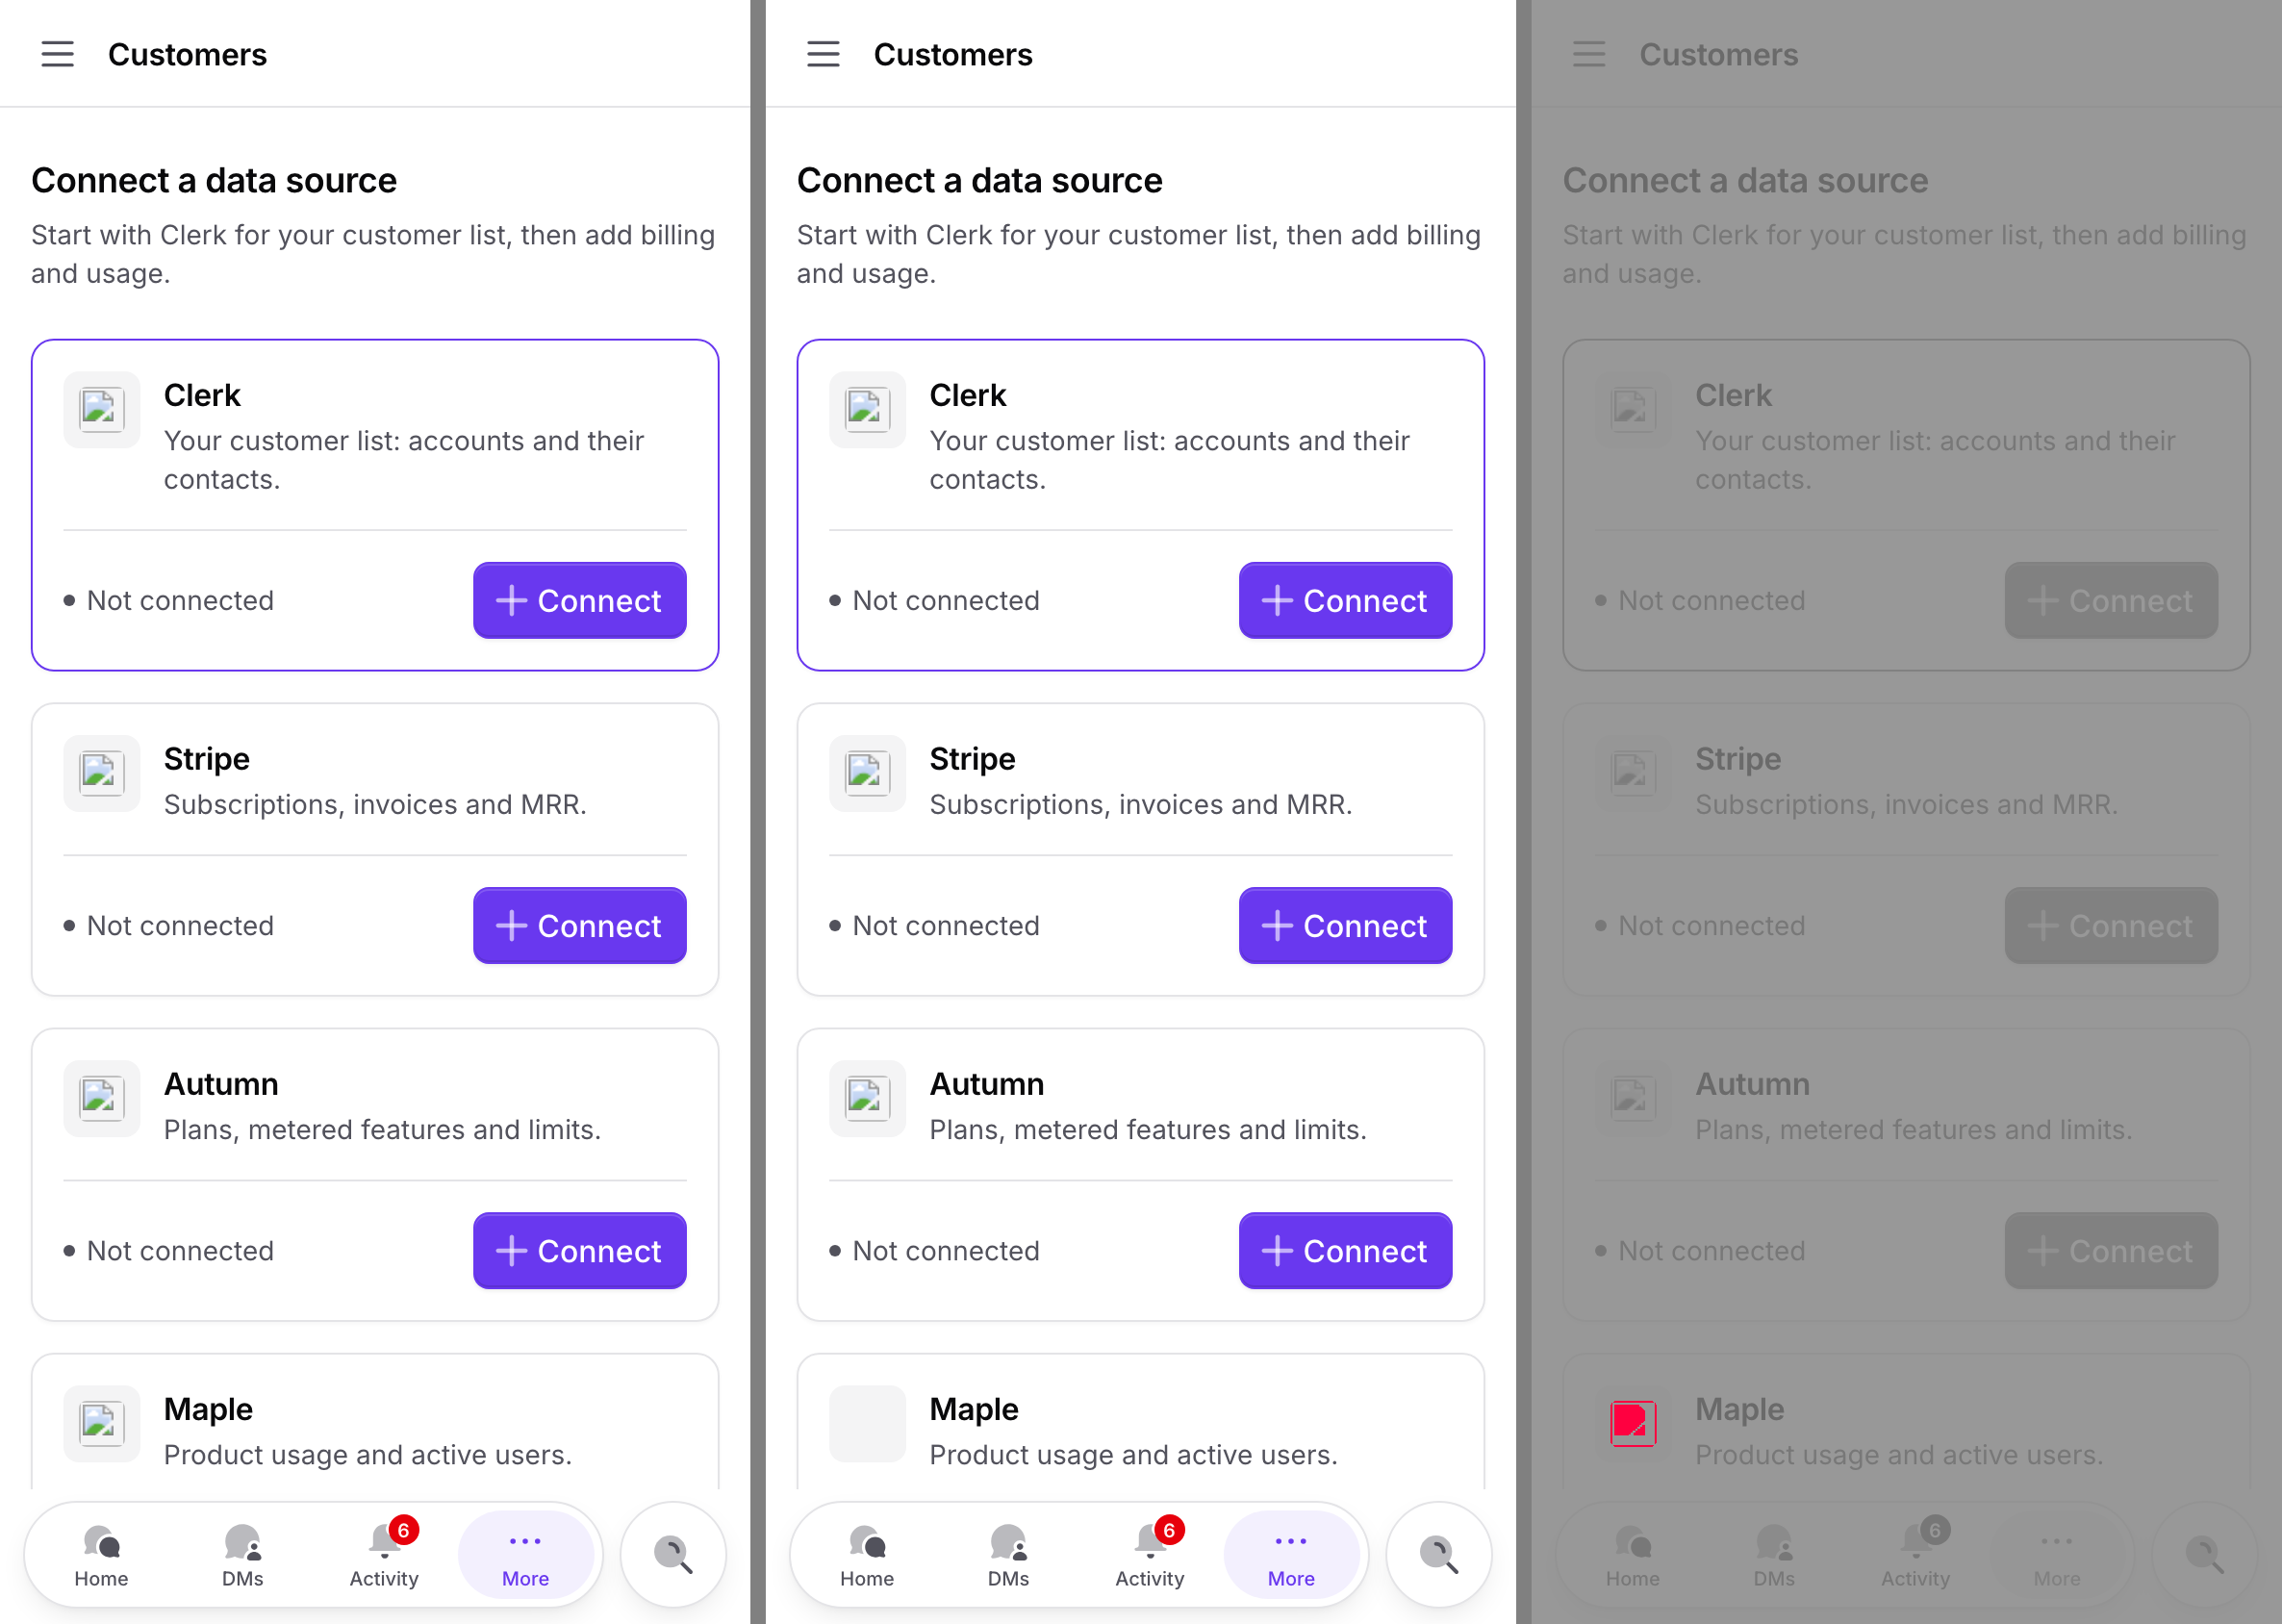 Customers
Connect a data source
Start with Clerk for your customer list, then add billing
and usage.
Clerk
Your customer list: accounts and their
contacts.
Not connected
Connect
Stripe
Subscriptions, invoices and MRR.
Not connected
Connect
Autumn
Plans, metered features and limits.
Not connected
Connect
Maple
Product usage and active users.
6
Home
DMs
Activity
More
Customers
Connect a data source
Start with Clerk for your customer list, then add billing
and usage.
Clerk
Your customer list: accounts and their
contacts.
Not connected
Connect
Stripe
Subscriptions, invoices and MRR.
Not connected
Connect
Autumn
Plans, metered features and limits.
Not connected
Connect
Maple
Product usage and active users.
6
Home
DMs
Activity
More
Customers
Connect a data source
Start with Clerk for your customer list, then add billing
and usage.
Clerk
Your customer list: accounts and their
contacts.
Not connected
Connect
Stripe
Subscriptions, invoices and MRR.
Not connected
Connect
Autumn
Plans, metered features and limits.
Not connected
Connect
Maple
Product usage and active users.
6
Home
DMs
Activity
More